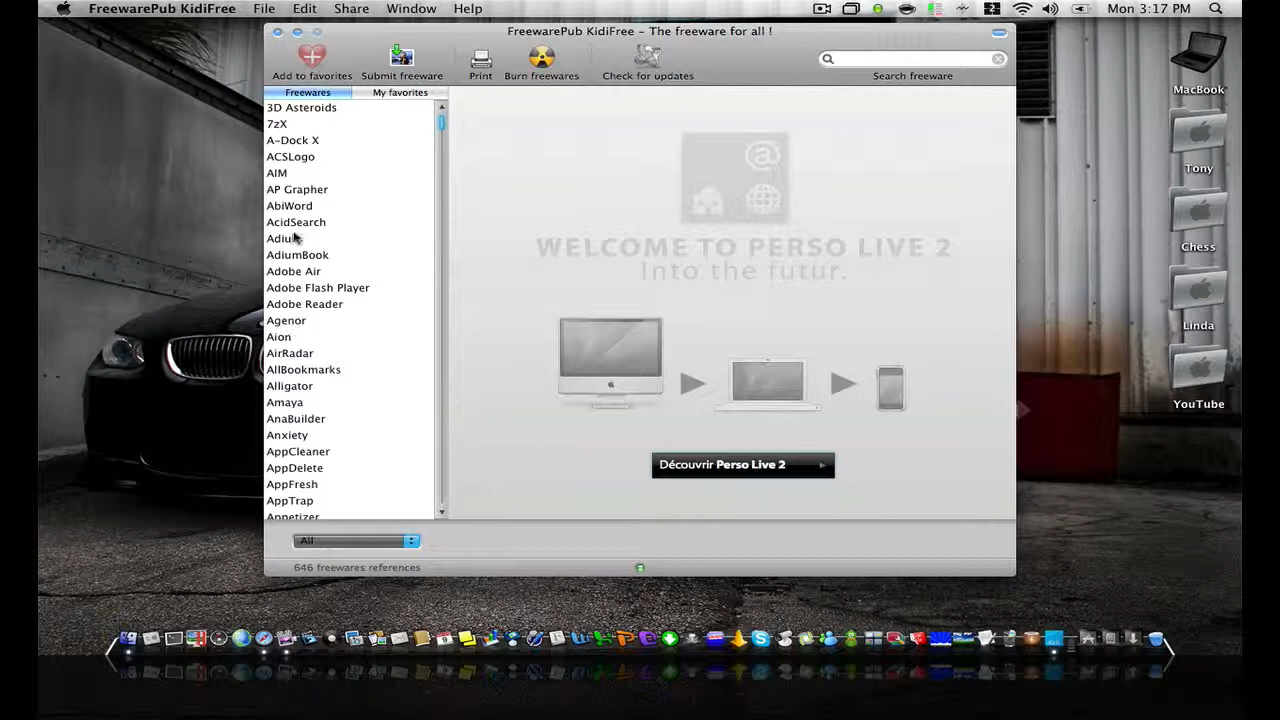 FreewarePub KidiFree File Edit Share Window Help
2 Mon 3:17 PM
FreewarePub KidiFree - The freeware for all !
Add to favorites Submit freeware Print Burn freewares Check for updates Search freeware
Freewares My favorites
3D Asteroids
7zX
A-Dock X
ACSLogo
AIM
AP Grapher
AbiWord
AcidSearch
Adium
AdiumBook
Adobe Air
Adobe Flash Player
Adobe Reader
Agenor
Aion
AirRadar
AllBookmarks
Alligator
Amaya
AnaBuilder
Anxiety
AppCleaner
AppDelete
AppFresh
AppTrap
Appetizer
@
WELCOME TO PERSO LIVE 2
Into the futur.
Découvrir Perso Live 2
All
646 freewares references
MacBook
Tony
Chess
Linda
YouTube